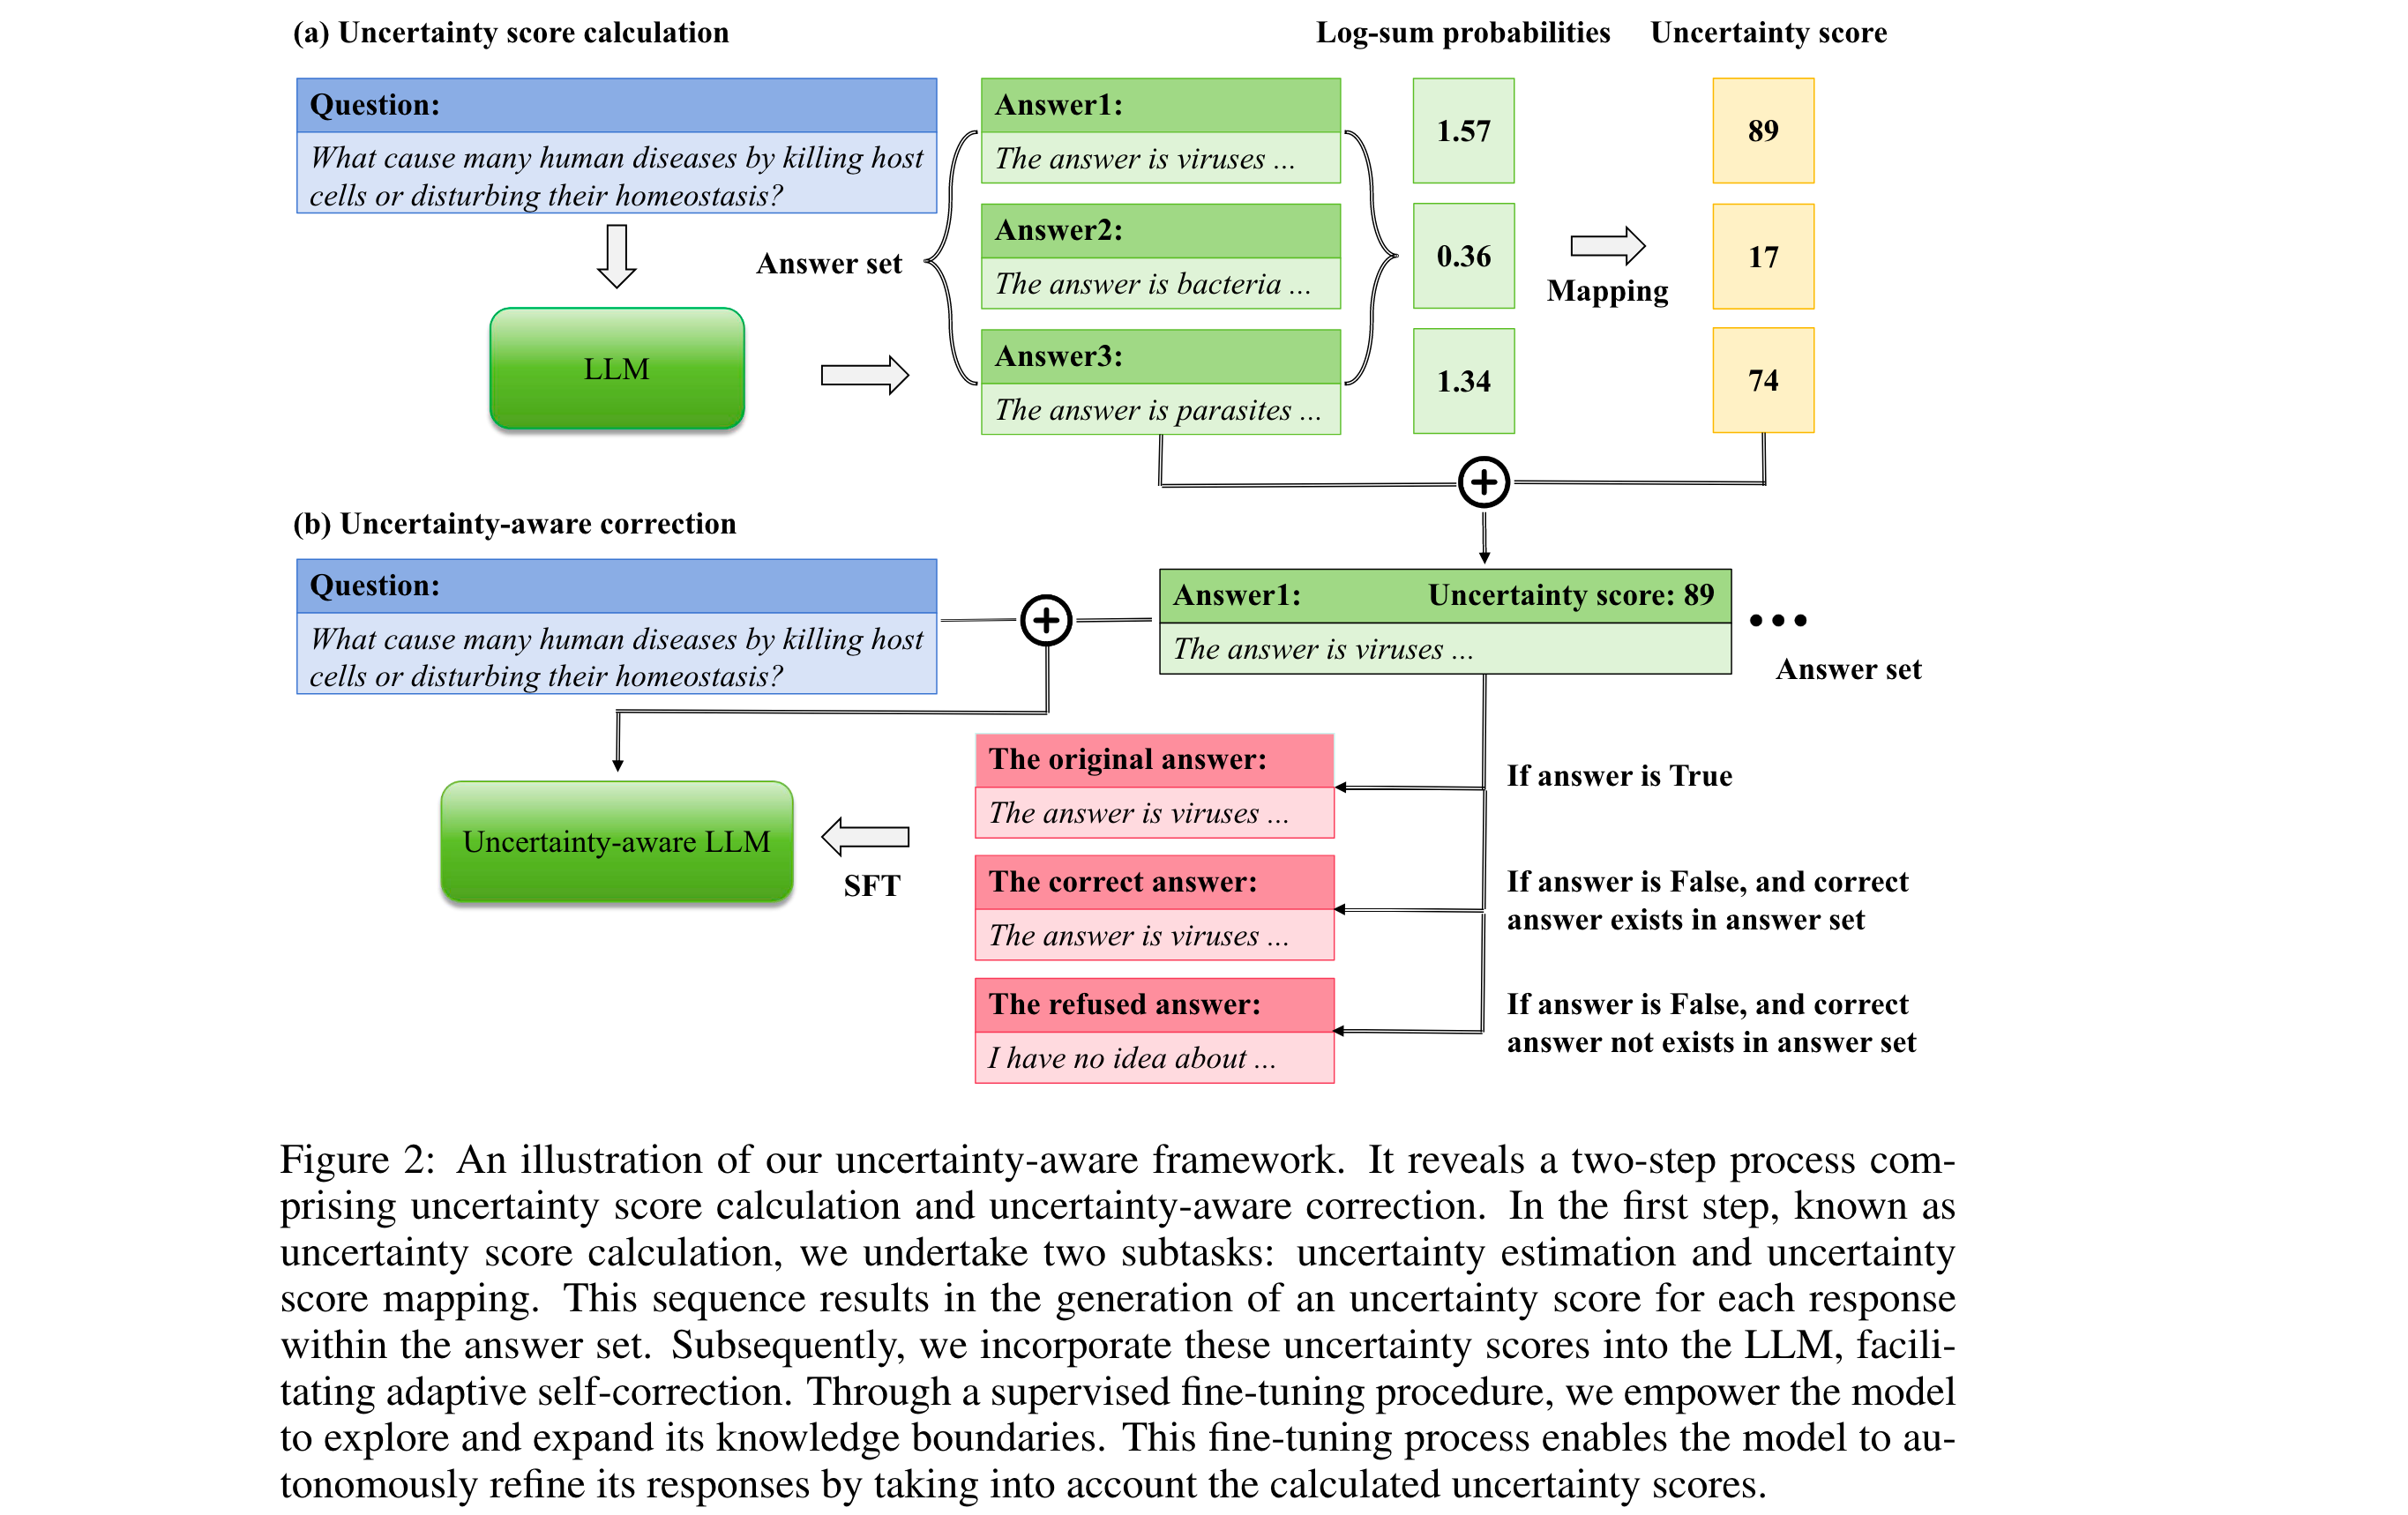 (a) Uncertainty score calculation
Log-sum probabilities
Uncertainty score
Question:
What cause many human diseases by killing host
cells or disturbing their homeostasis?
LLM
Answer set
Answer1:
The answer is viruses ...
Answer2:
The answer is bacteria ...
Answer3:
The answer is parasites ...
1.57
0.36
1.34
Mapping
89
17
74
(b) Uncertainty-aware correction
Question:
What cause many human diseases by killing host
cells or disturbing their homeostasis?
Answer1: Uncertainty score: 89
The answer is viruses ...
Answer set
Uncertainty-aware LLM
SFT
The original answer:
The answer is viruses ...
If answer is True
The correct answer:
The answer is viruses ...
If answer is False, and correct
answer exists in answer set
The refused answer:
I have no idea about ...
If answer is False, and correct
answer not exists in answer set
Figure 2: An illustration of our uncertainty-aware framework. It reveals a two-step process com-
prising uncertainty score calculation and uncertainty-aware correction. In the first step, known as
uncertainty score calculation, we undertake two subtasks: uncertainty estimation and uncertainty
score mapping. This sequence results in the generation of an uncertainty score for each response
within the answer set. Subsequently, we incorporate these uncertainty scores into the LLM, facili-
tating adaptive self-correction. Through a supervised fine-tuning procedure, we empower the model
to explore and expand its knowledge boundaries. This fine-tuning process enables the model to au-
tonomously refine its responses by taking into account the calculated uncertainty scores.